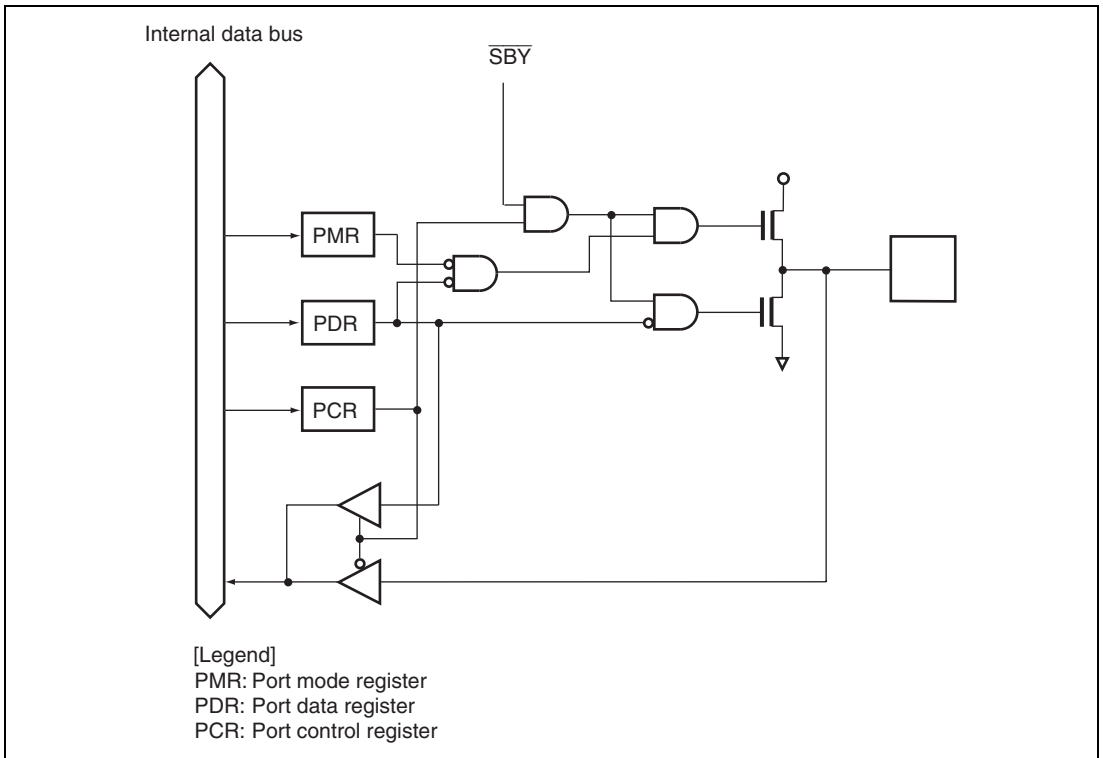 Internal data bus
S̅B̅Y̅
PMR
PDR
PCR
[Legend]
PMR: Port mode register
PDR: Port data register
PCR: Port control register